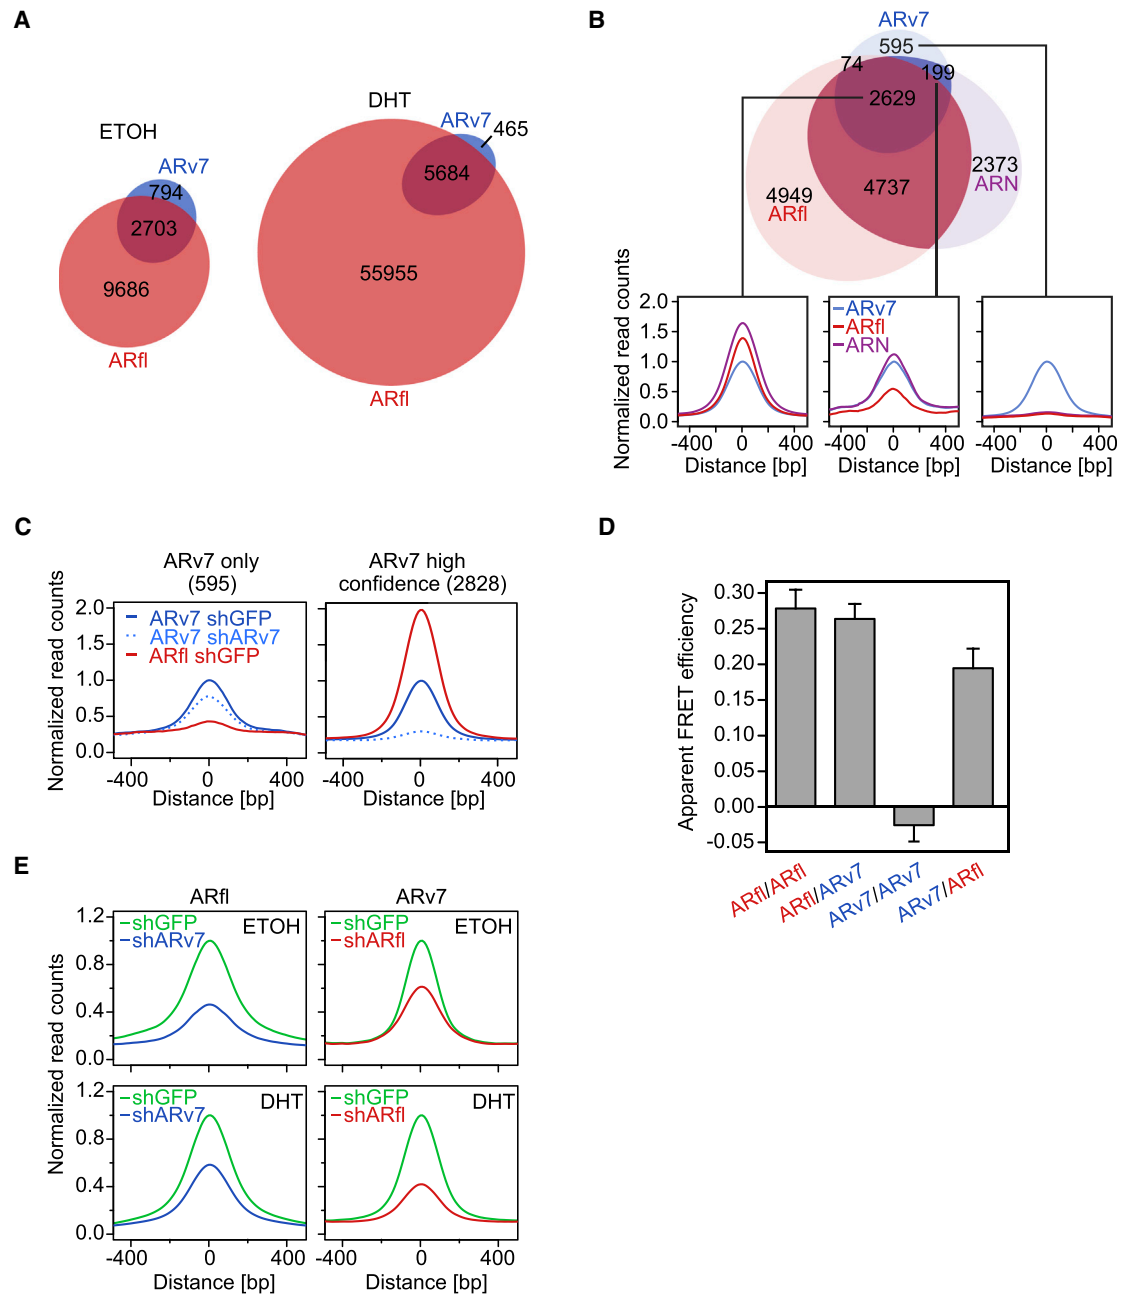 A
ETOH
ARv7
794
2703
9686
ARfl
DHT
ARv7
465
5684
55955
ARfl
B
ARv7
595
74
199
2629
2373
ARN
4949
ARfl
4737
Normalized read counts
2.0
1.5
1.0
0.5
0.0
ARv7
ARfl
ARN
-400 0 400
-400 0 400
-400 0 400
Distance [bp]
Distance [bp]
Distance [bp]
C
ARv7 only
(595)
ARv7 high
confidence (2828)
Normalized read counts
2.0
1.5
1.0
0.5
0.0
ARv7 shGFP
ARv7 shARv7
ARfl shGFP
-400 0 400
-400 0 400
Distance [bp]
Distance [bp]
D
Apparent FRET efficiency
0.30
0.25
0.20
0.15
0.10
0.05
0.00
-0.05
ARfl/ARfl
ARfl/ARv7
ARv7/ARv7
ARv7/ARfl
E
ARfl
ARv7
Normalized read counts
1.2
0.8
0.4
0.0
shGFP
shARv7
ETOH
shGFP
shARfl
ETOH
1.2
0.8
0.4
0.0
shGFP
shARv7
DHT
shGFP
shARfl
DHT
-400 0 400
-400 0 400
Distance [bp]
Distance [bp]